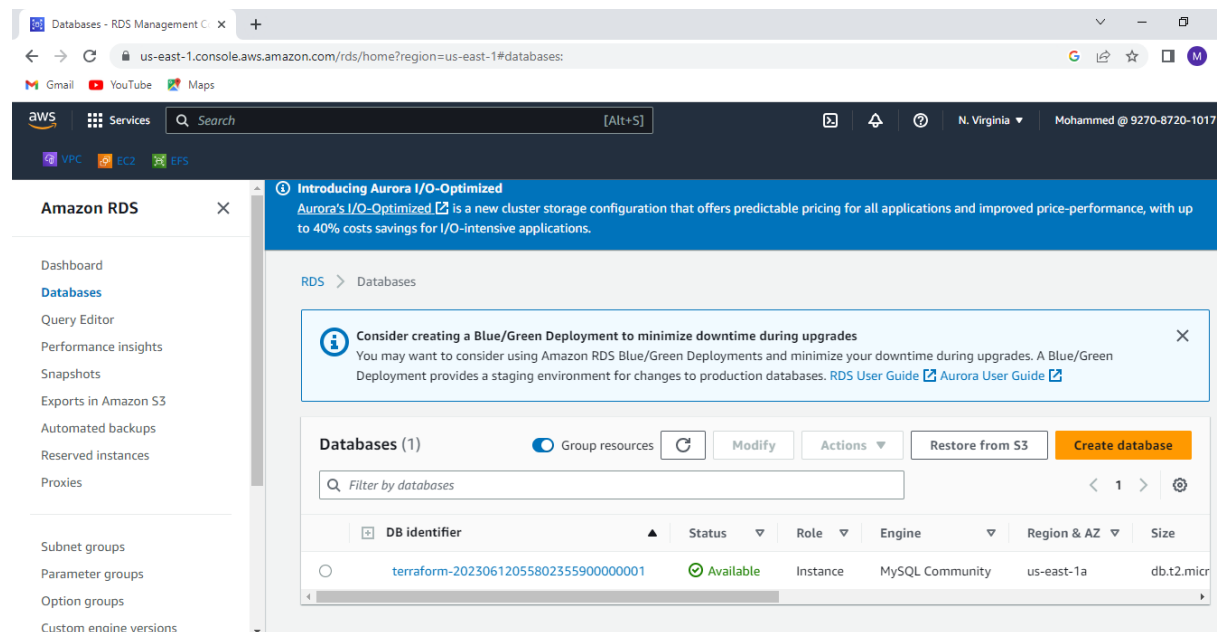 Databases - RDS Management C
us-east-1.console.aws.amazon.com/rds/home?region=us-east-1#databases:
G
M
Gmail YouTube Maps
aws Services Search [Alt+S] N. Virginia Mohammed @ 9270-8720-1017
VPC EC2 EFS
Amazon RDS
Dashboard
Databases
Query Editor
Performance insights
Snapshots
Exports in Amazon S3
Automated backups
Reserved instances
Proxies
Subnet groups
Parameter groups
Option groups
Custom engine versions
Introducing Aurora I/O-Optimized
Aurora's I/O-Optimized is a new cluster storage configuration that offers predictable pricing for all applications and improved price-performance, with up
to 40% costs savings for I/O-intensive applications.
RDS > Databases
Consider creating a Blue/Green Deployment to minimize downtime during upgrades
You may want to consider using Amazon RDS Blue/Green Deployments and minimize your downtime during upgrades. A Blue/Green
Deployment provides a staging environment for changes to production databases. RDS User Guide Aurora User Guide
Databases (1) Group resources Modify Actions Restore from S3 Create database
Filter by databases
1
DB identifier Status Role Engine Region & AZ Size
terraform-20230612055802355900000001 Available Instance MySQL Community us-east-1a db.t2.micr